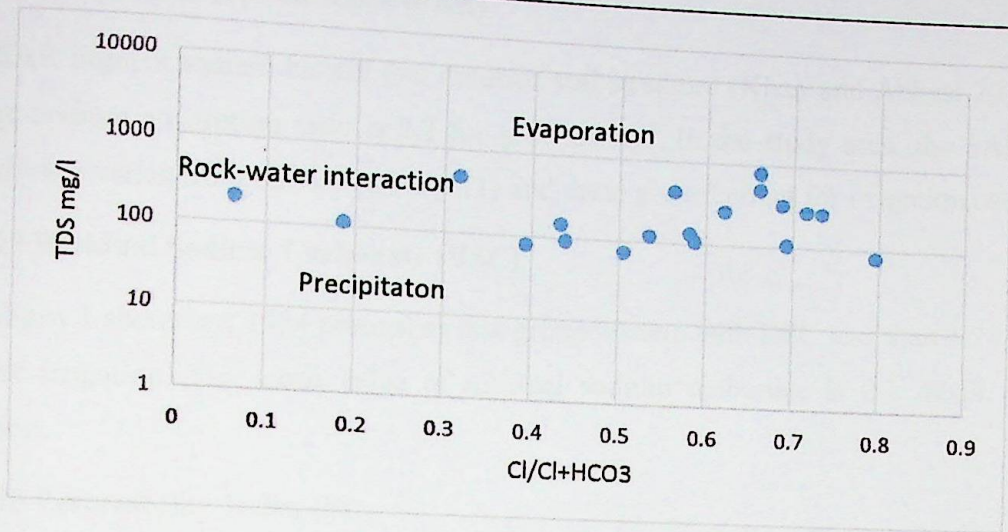 10000
1000
100
10
1
TDS mg/l
Evaporation
Rock-water interaction
Precipitaton
0 0.1 0.2 0.3 0.4 0.5 0.6 0.7 0.8 0.9
Cl/Cl+HCO3